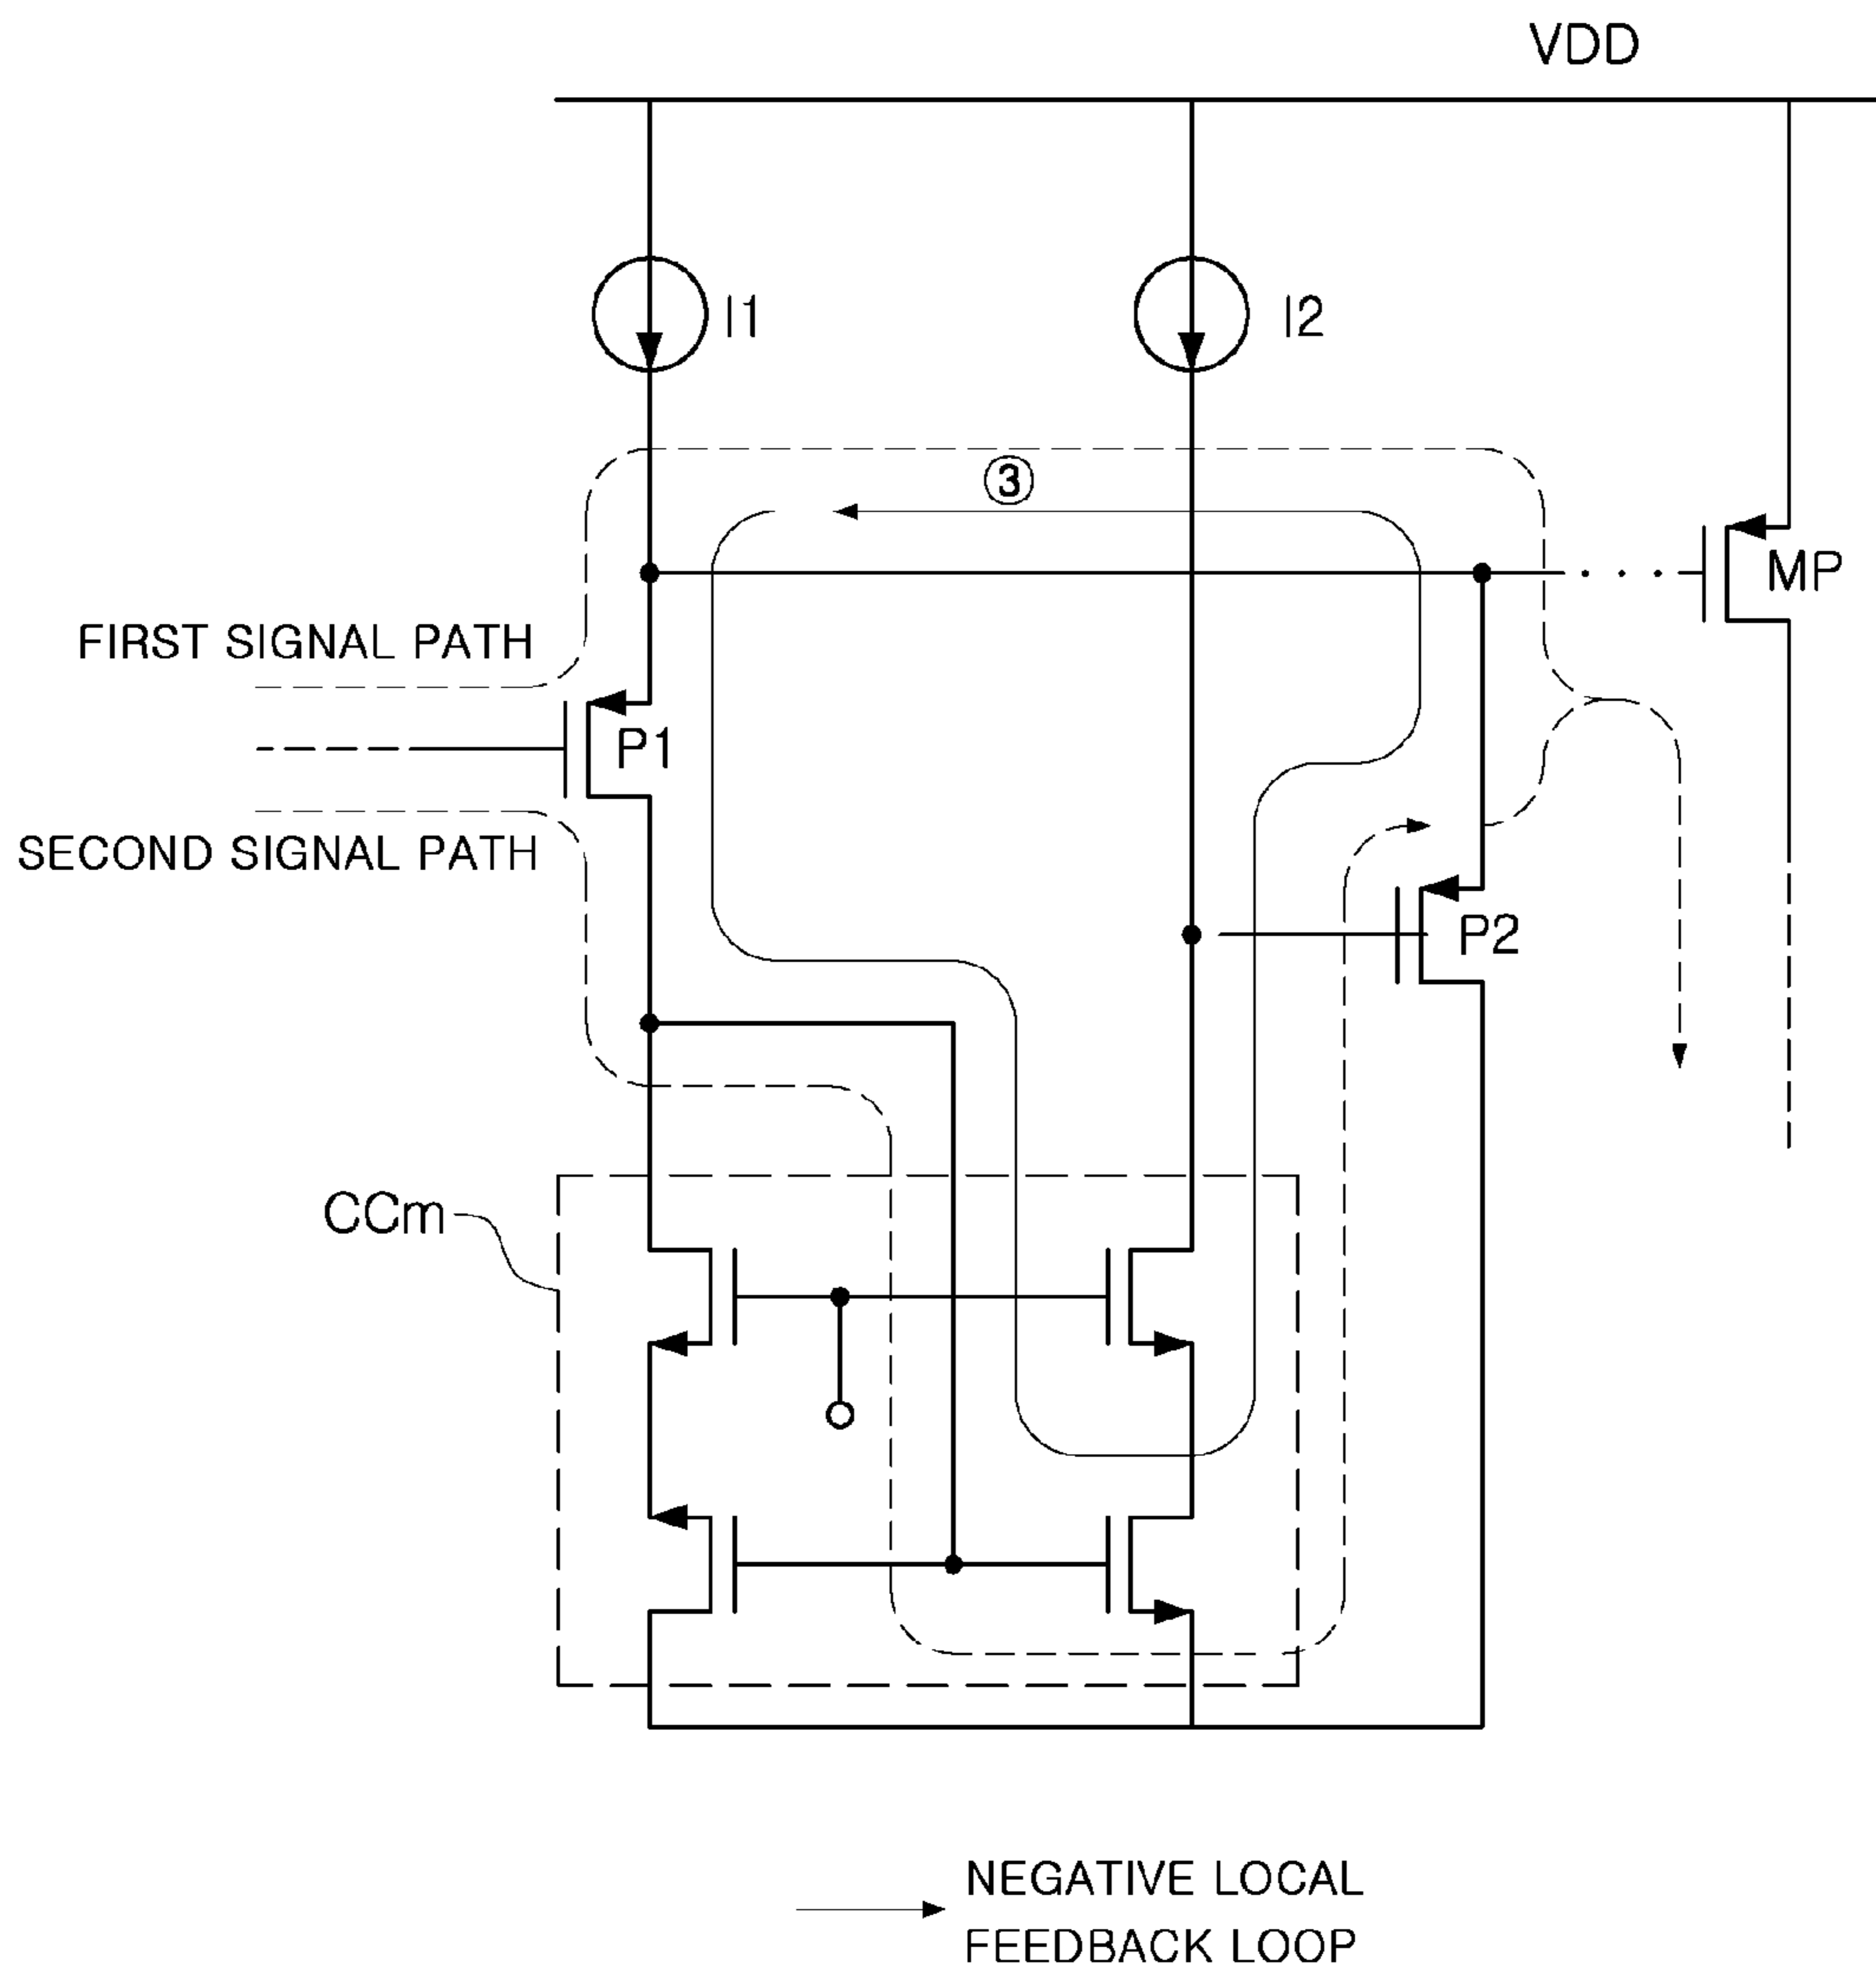 VDD
I1
I2
③
MP
FIRST SIGNAL PATH
P1
SECOND SIGNAL PATH
P2
CCm
NEGATIVE LOCAL
FEEDBACK LOOP